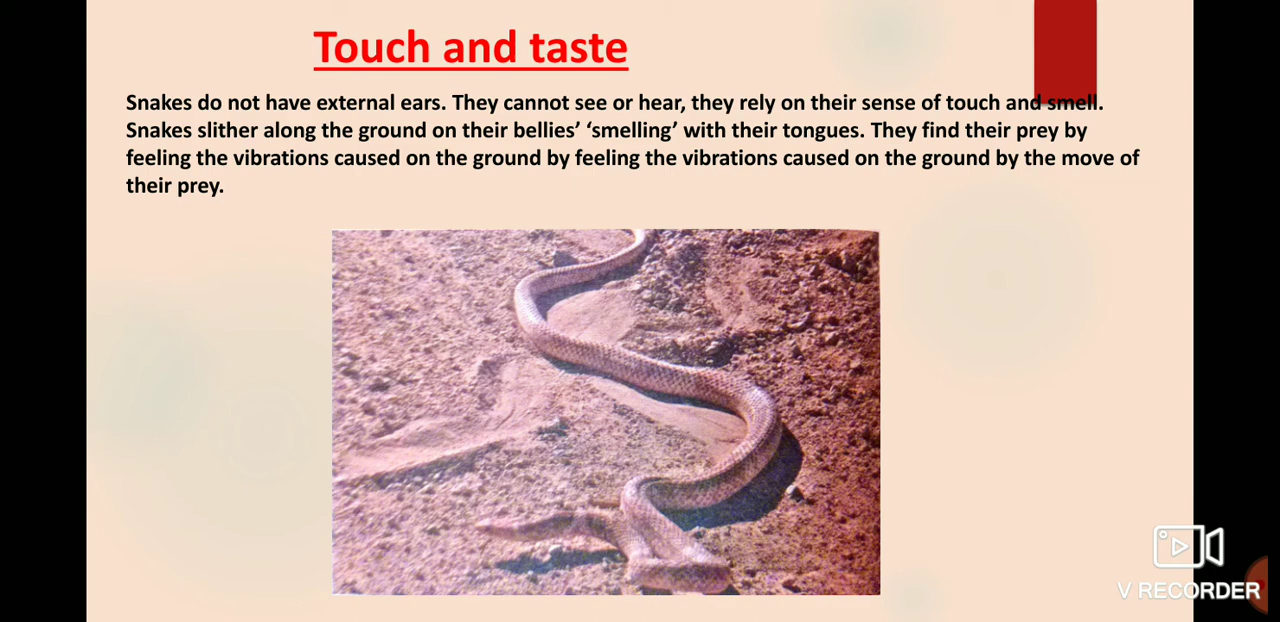 Touch and taste
Snakes do not have external ears. They cannot see or hear, they rely on their sense of touch and smell.
Snakes slither along the ground on their bellies’ ‘smelling’ with their tongues. They find their prey by
feeling the vibrations caused on the ground by feeling the vibrations caused on the ground by the move of
their prey.
V RECORDER